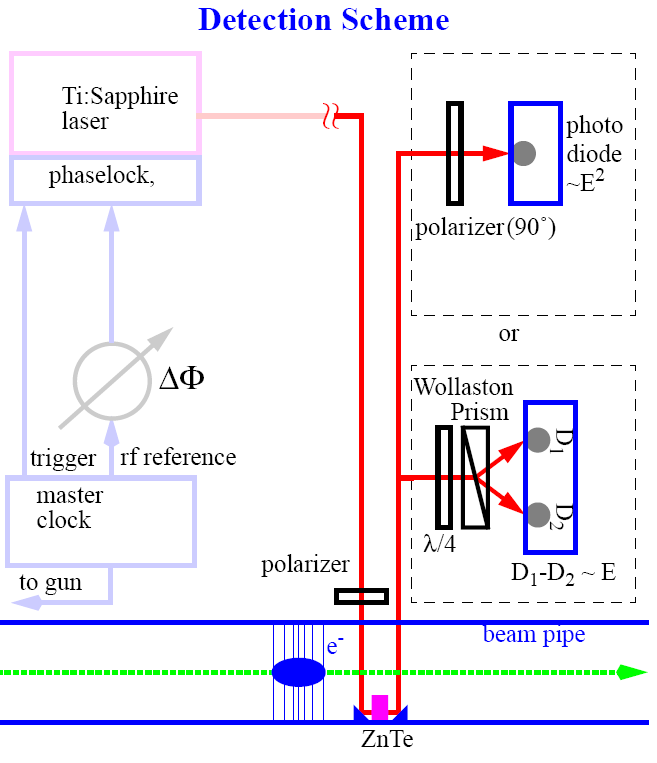 Detection Scheme
Ti:Sapphire
laser
phaselock,
ΔΦ
trigger
rf reference
master
clock
to gun
polarizer
photo
diode
~E²
polarizer (90°)
or
Wollaston
Prism
D₁
D₂
λ/4
D₁-D₂ ~ E
beam pipe
e⁻
ZnTe